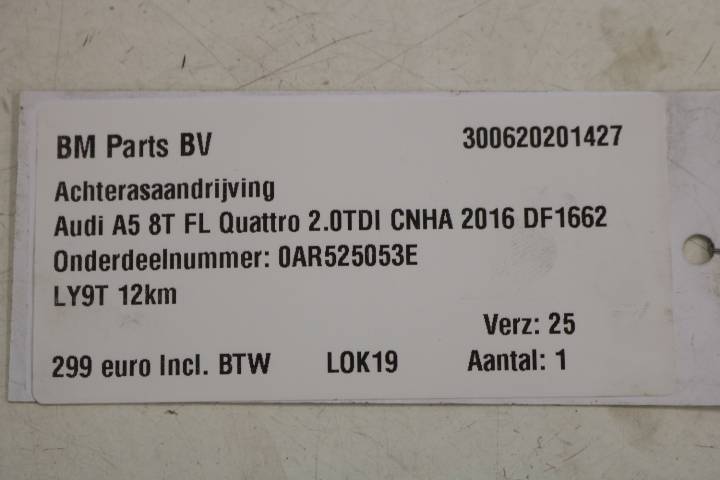 BM Parts BV 300620201427
Achterasaandrijving
Audi A5 8T FL Quattro 2.0TDI CNHA 2016 DF1662
Onderdeelnummer: 0AR525053E
LY9T 12km
Verz: 25
299 euro Incl. BTW LOK19 Aantal: 1